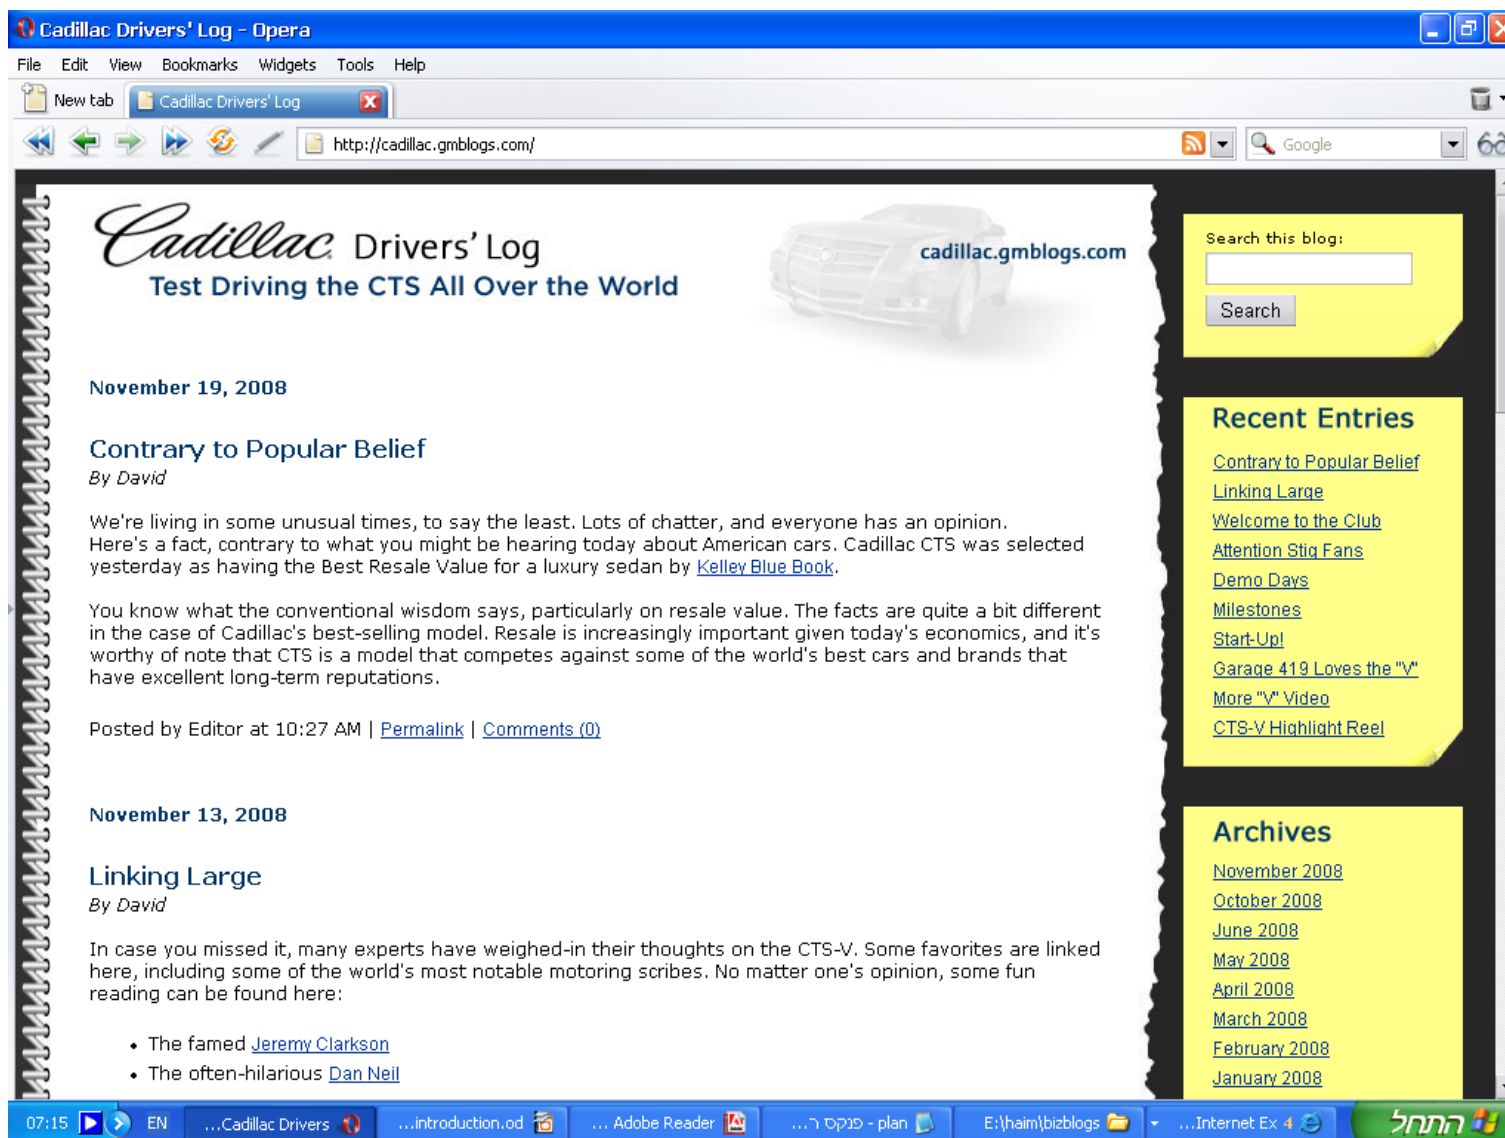 Cadillac Drivers' Log - Opera
File Edit View Bookmarks Widgets Tools Help
New tab Cadillac Drivers' Log
http://cadillac.gmblogs.com/ Google
Cadillac Drivers' Log
Test Driving the CTS All Over the World
cadillac.gmblogs.com
November 19, 2008
Contrary to Popular Belief
By David
We're living in some unusual times, to say the least. Lots of chatter, and everyone has an opinion.
Here's a fact, contrary to what you might be hearing today about American cars. Cadillac CTS was selected
yesterday as having the Best Resale Value for a luxury sedan by Kelley Blue Book.
You know what the conventional wisdom says, particularly on resale value. The facts are quite a bit different
in the case of Cadillac's best-selling model. Resale is increasingly important given today's economics, and it's
worthy of note that CTS is a model that competes against some of the world's best cars and brands that
have excellent long-term reputations.
Posted by Editor at 10:27 AM | Permalink | Comments (0)
November 13, 2008
Linking Large
By David
In case you missed it, many experts have weighed-in their thoughts on the CTS-V. Some favorites are linked
here, including some of the world's most notable motoring scribes. No matter one's opinion, some fun
reading can be found here:
• The famed Jeremy Clarkson
• The often-hilarious Dan Neil
Search this blog:
Search
Recent Entries
Contrary to Popular Belief
Linking Large
Welcome to the Club
Attention Stig Fans
Demo Days
Milestones
Start-Up!
Garage 419 Loves the "V"
More "V" Video
CTS-V Highlight Reel
Archives
November 2008
October 2008
June 2008
May 2008
April 2008
March 2008
February 2008
January 2008
07:15 EN ...Cadillac Drivers ...introduction.od ... Adobe Reader ...פנקס ר - plan E:\haim\bizblogs ...Internet Ex 4 התחל